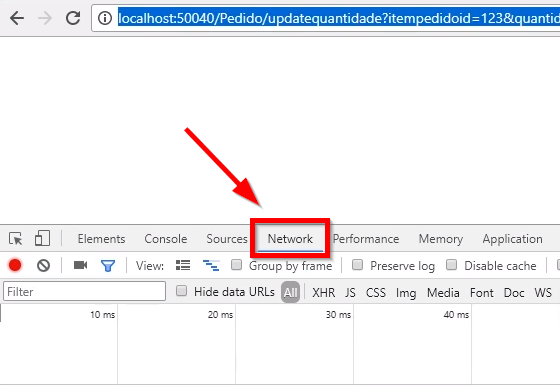 localhost:50040/Pedido/updatequantidade?itempedidoid=123&quantid
Elements Console Sources Network Performance Memory Application
View: Group by frame Preserve log Disable cache
Filter Hide data URLs All XHR JS CSS Img Media Font Doc WS
10 ms 20 ms 30 ms 40 ms